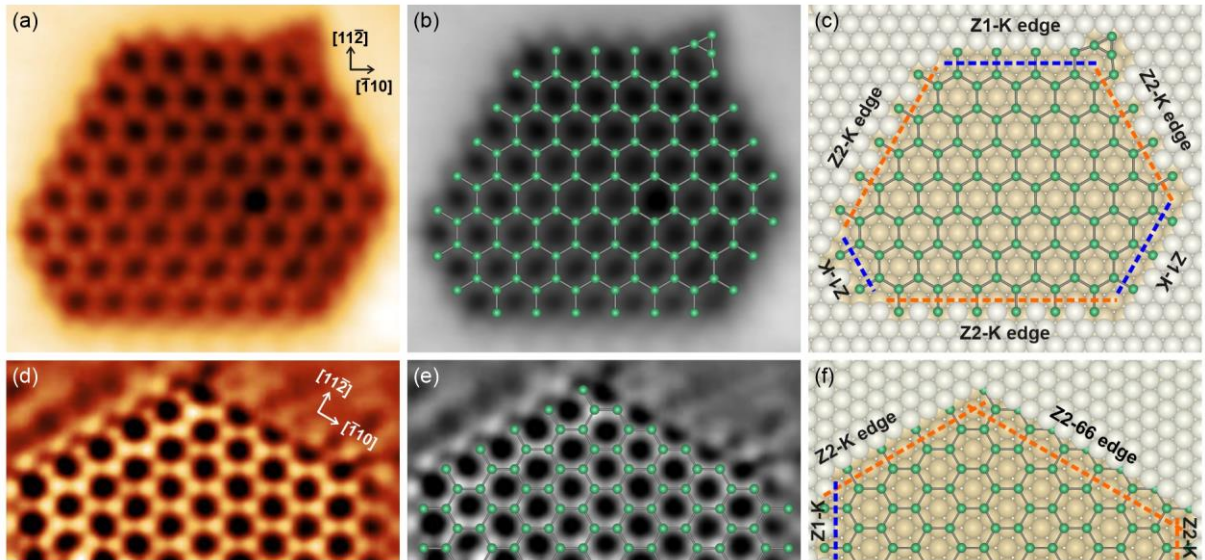 (a)
[112̄]
[1̄10]
(b)
(c)
Z1-K edge
Z2-K edge
Z2-K edge
Z1-K
Z1-K
Z2-K edge
(d)
[112̄]
[1̄10]
(e)
(f)
Z2-K edge
Z2-66 edge
Z1-K
Z2-K